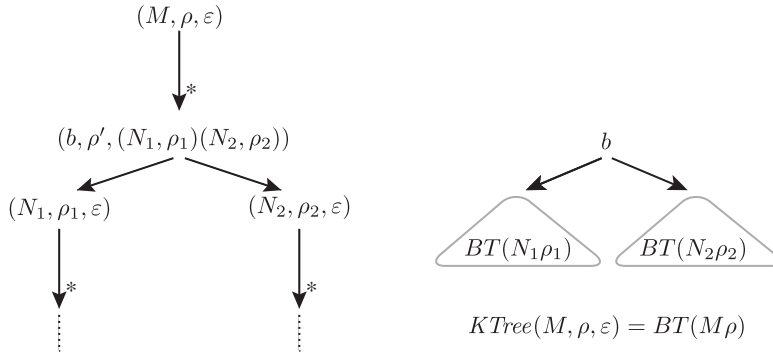 (M, ρ, ε)
*
(b, ρ′, (N₁, ρ₁)(N₂, ρ₂))
(N₁, ρ₁, ε)
(N₂, ρ₂, ε)
*
*
b
BT(N₁ρ₁)
BT(N₂ρ₂)
KTree(M, ρ, ε) = BT(Mρ)